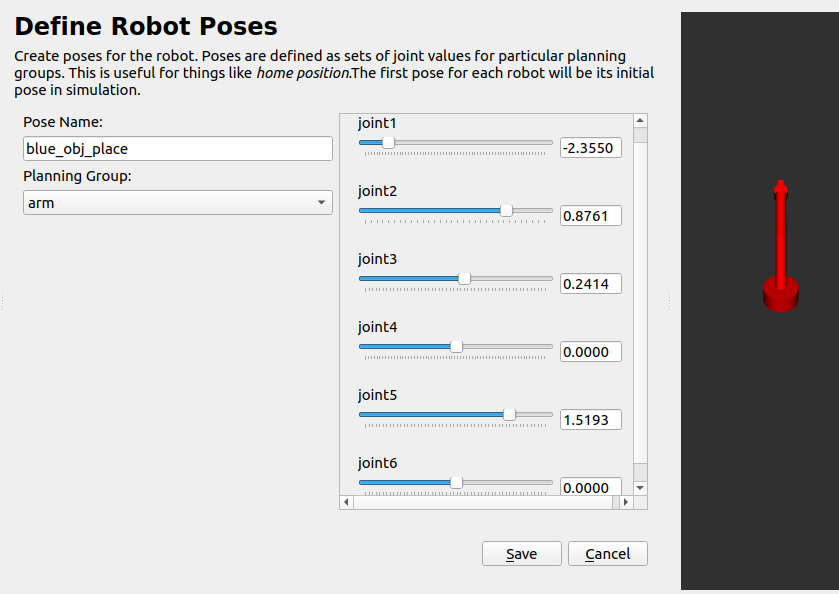 Define Robot Poses
Create poses for the robot. Poses are defined as sets of joint values for particular planning
groups. This is useful for things like home position.The first pose for each robot will be its initial
pose in simulation.
Pose Name:
blue_obj_place
Planning Group:
arm
joint1
-2.3550
joint2
0.8761
joint3
0.2414
joint4
0.0000
joint5
1.5193
joint6
0.0000
Save
Cancel